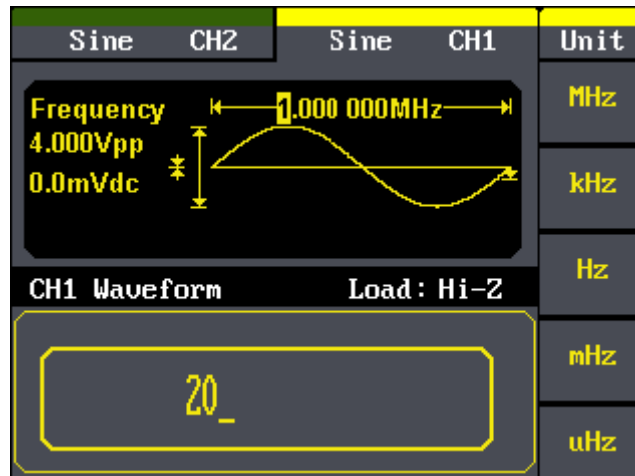 Sine CH2 Sine CH1 Unit
Frequency 1.000 000MHz
4.000Vpp
0.0mVdc
CH1 Waveform Load: Hi-Z
20_
MHz
kHz
Hz
mHz
uHz